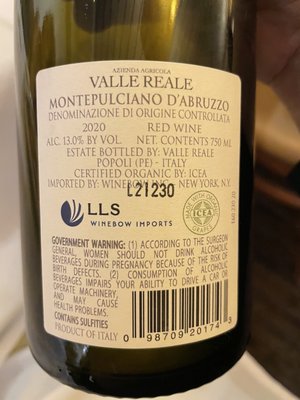 AZIENDA AGRICOLA
VALLE REALE
MONTEPULCIANO D'ABRUZZO
DENOMINAZIONE DI ORIGINE CONTROLLATA
2020 RED WINE
ALC. 13.0% BY VOL. NET. CONTENTS 750 ML
ESTATE BOTTLED BY: VALLE REALE
POPOLI (PE) - ITALY
CERTIFIED ORGANIC BY: ICEA
IMPORTED BY: WINEBOW INC., NEW YORK, N.Y.
L21230
LLS
WINEBOW IMPORTS
MADE WITH ORGANIC
ICEA
GRAPES
GOVERNMENT WARNING: (1) ACCORDING TO THE SURGEON
GENERAL, WOMEN SHOULD NOT DRINK ALCOHOLIC
BEVERAGES DURING PREGNANCY BECAUSE OF THE RISK OF
BIRTH DEFECTS. (2) CONSUMPTION OF ALCOHOLIC
BEVERAGES IMPAIRS YOUR ABILITY TO DRIVE A CAR OR
OPERATE MACHINERY,
AND MAY CAUSE
HEALTH PROBLEMS.
CONTAINS SULFITES
PRODUCT OF ITALY
0 98709 20174 3